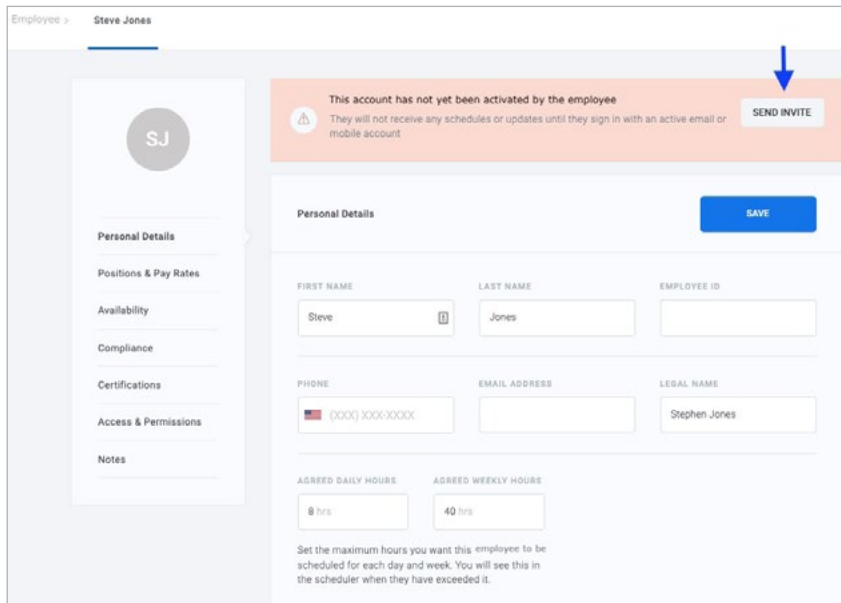 Employee >
Steve Jones
This account has not yet been activated by the employee
They will not receive any schedules or updates until they sign in with an active email or
mobile account
SEND INVITE
SJ
Personal Details
Positions & Pay Rates
Availability
Compliance
Certifications
Access & Permissions
Notes
Personal Details
SAVE
FIRST NAME
LAST NAME
EMPLOYEE ID
Steve
Jones
PHONE
EMAIL ADDRESS
LEGAL NAME
(XXX) XXX-XXXX
Stephen Jones
AGREED DAILY HOURS
AGREED WEEKLY HOURS
8 hrs
40 hrs
Set the maximum hours you want this employee to be
scheduled for each day and week. You will see this in
the scheduler when they have exceeded it.